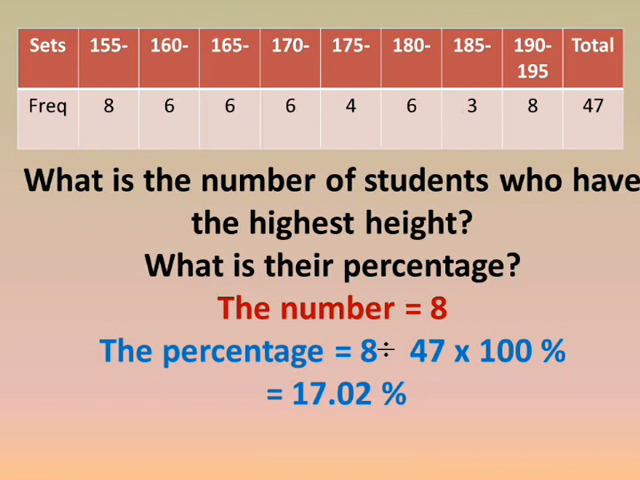 Sets 155- 160- 165- 170- 175- 180- 185- 190-195 Total
Freq 8 6 6 6 4 6 3 8 47
What is the number of students who have
the highest height?
What is their percentage?
The number = 8
The percentage = 8÷ 47 x 100 %
= 17.02 %